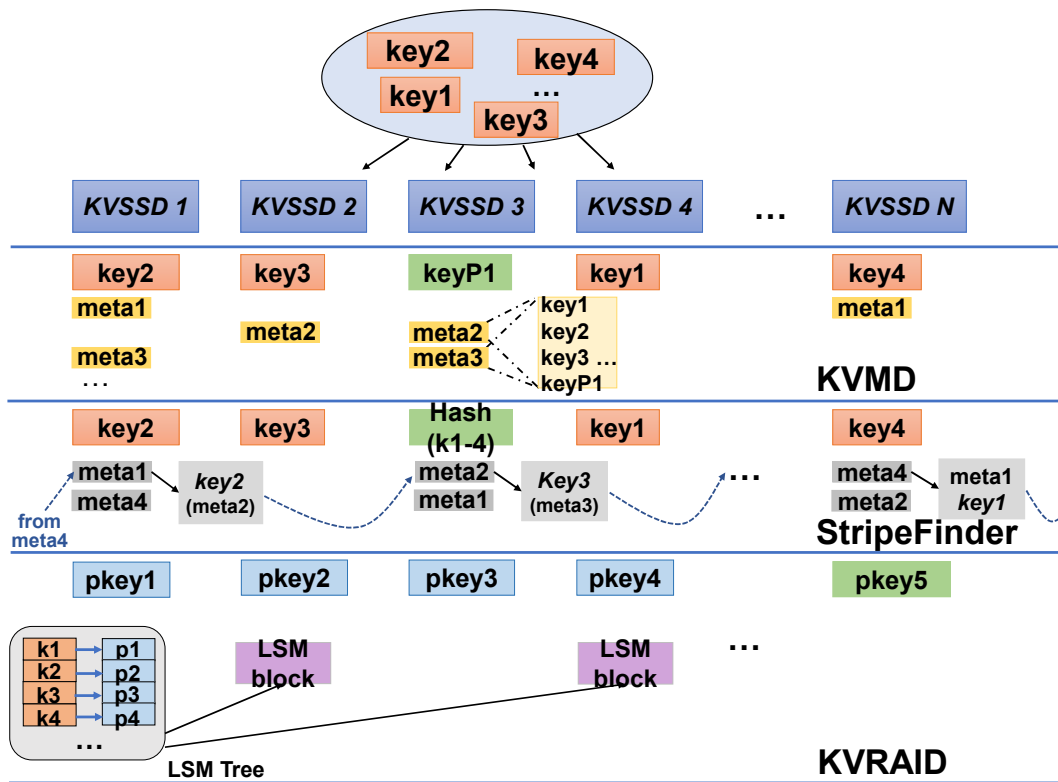 key2
key4
key1
...
key3
KVSSD 1
KVSSD 2
KVSSD 3
KVSSD 4
...
KVSSD N
key2
key3
keyP1
key1
key4
meta1
meta3
...
meta2
meta2
meta3
key1
key2
key3 ...
keyP1
meta1
KVMD
key2
key3
Hash
(k1-4)
key1
key4
meta1
meta4
key2
(meta2)
meta2
meta1
Key3
(meta3)
...
meta4
meta2
meta1
key1
from
meta4
StripeFinder
pkey1
pkey2
pkey3
pkey4
pkey5
k1
p1
k2
p2
k3
p3
k4
p4
...
LSM
block
LSM
block
...
LSM Tree
KVRAID